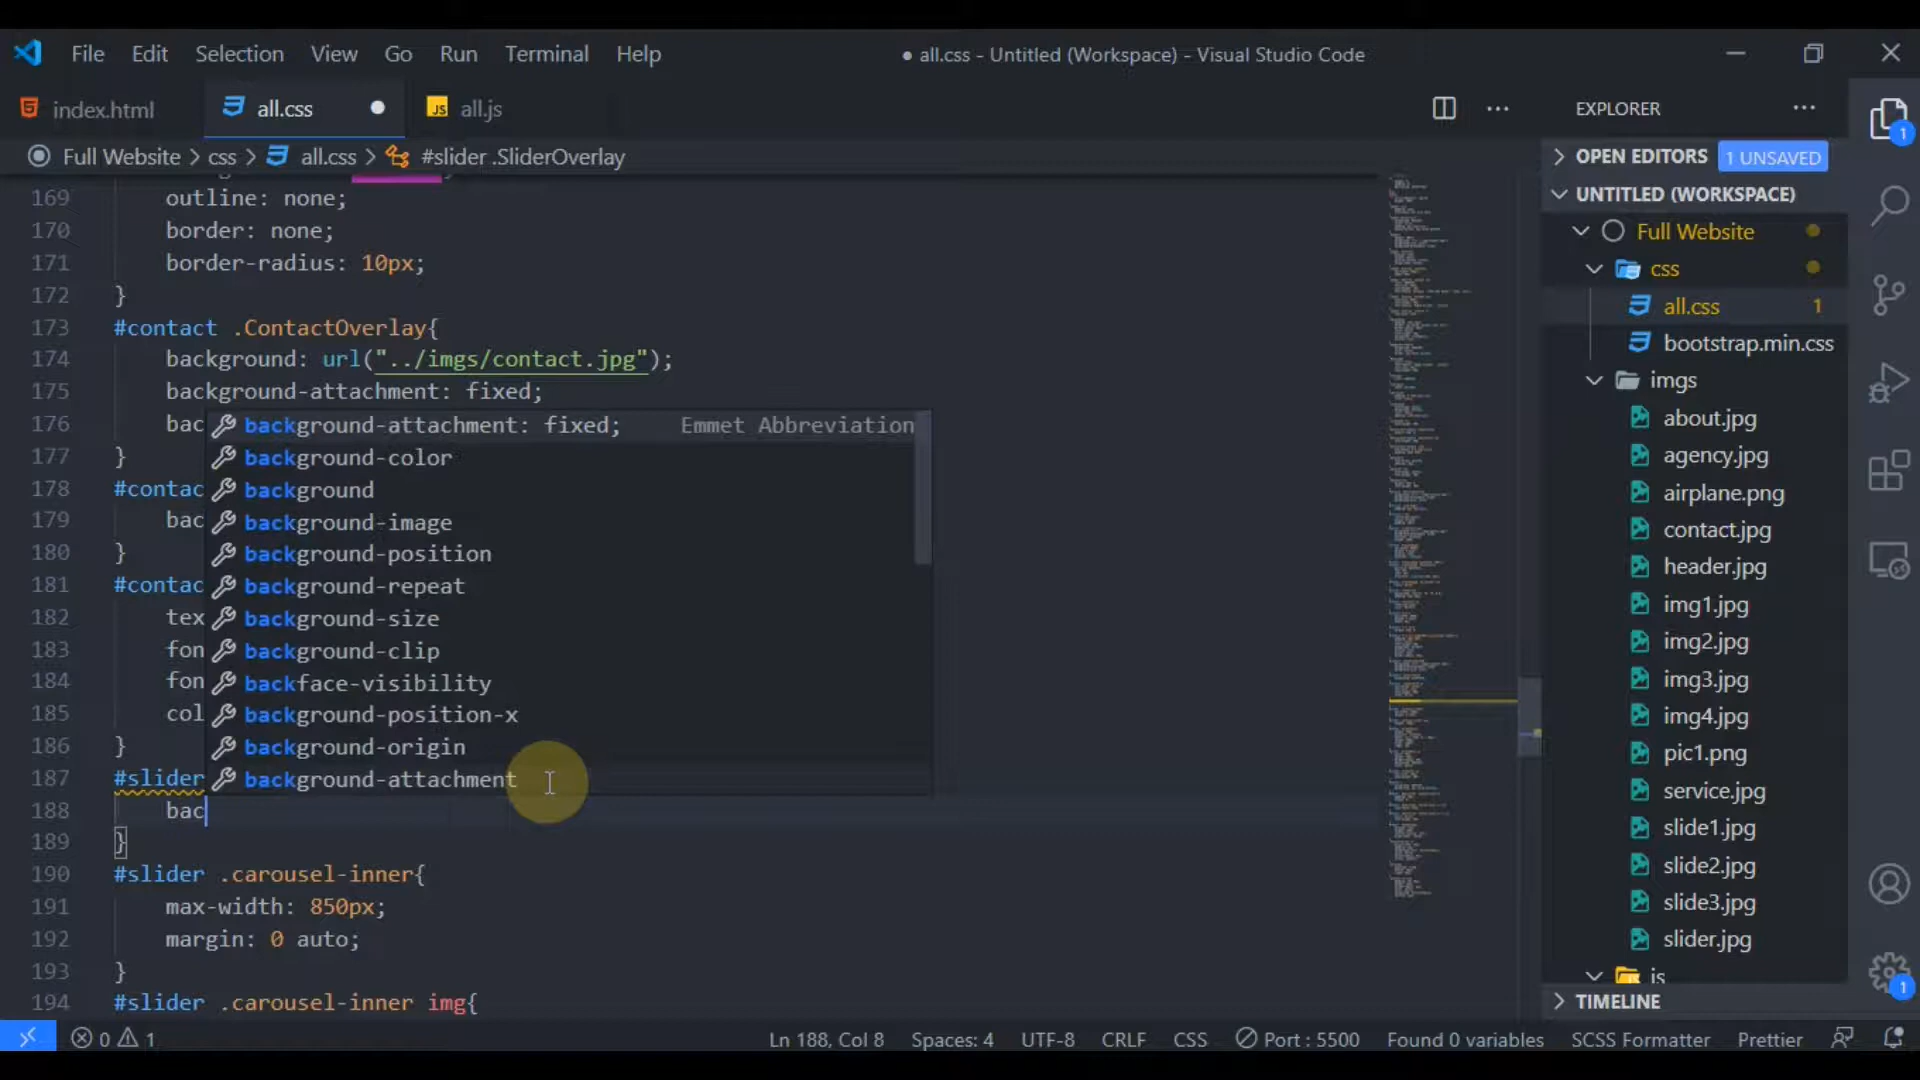 File Edit Selection View Go Run Terminal Help
● all.css - Untitled (Workspace) - Visual Studio Code
index.html
all.css
JS all.js
EXPLORER
Full Website > css > all.css > #slider .SliderOverlay
169 outline: none;
170 border: none;
171 border-radius: 10px;
172 }
173 #contact .ContactOverlay{
174 background: url("../imgs/contact.jpg");
175 background-attachment: fixed;
176 bac
177 }
178 #contac
179 bac
180 }
181 #contac
182 tex
183 fon
184 fon
185 col
186 }
187 #slider
188 bac
189 }
190 #slider .carousel-inner{
191 max-width: 850px;
192 margin: 0 auto;
193 }
194 #slider .carousel-inner img{
background-attachment: fixed; Emmet Abbreviation
background-color
background
background-image
background-position
background-repeat
background-size
background-clip
backface-visibility
background-position-x
background-origin
background-attachment
OPEN EDITORS 1 UNSAVED
UNTITLED (WORKSPACE)
Full Website
css
all.css 1
bootstrap.min.css
imgs
about.jpg
agency.jpg
airplane.png
contact.jpg
header.jpg
img1.jpg
img2.jpg
img3.jpg
img4.jpg
pic1.png
service.jpg
slide1.jpg
slide2.jpg
slide3.jpg
slider.jpg
js
TIMELINE
1
1
0 1
Ln 188, Col 8 Spaces: 4 UTF-8 CRLF CSS Port : 5500 Found 0 variables SCSS Formatter Prettier